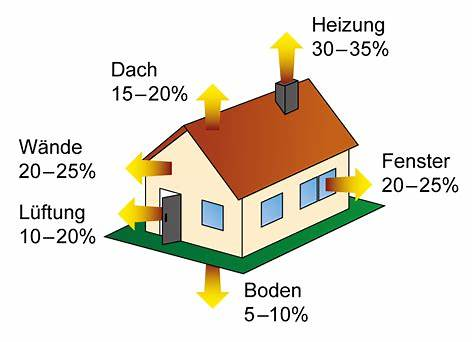 Heizung
30–35%
Dach
15–20%
Wände
20–25%
Fenster
20–25%
Lüftung
10–20%
Boden
5–10%